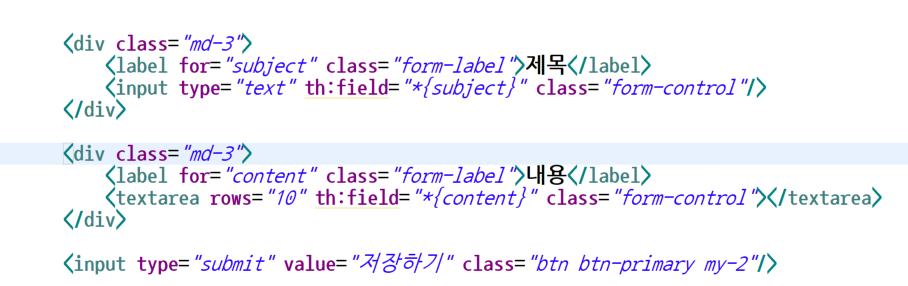 <div class="md-3">
<label for="subject" class="form-label">제목</label>
<input type="text" th:field="*{subject}" class="form-control"/>
</div>
<div class="md-3">
<label for="content" class="form-label">내용</label>
<textarea rows="10" th:field="*{content}" class="form-control"></textarea>
</div>
<input type="submit" value="저장하기" class="btn btn-primary my-2"/>